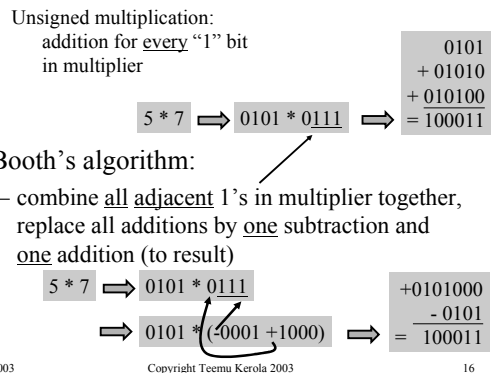 Unsigned multiplication:
addition for every “1” bit
in multiplier
0101
+ 01010
+ 010100
= 100011
5 * 7 0101 * 0111
Booth’s algorithm:
– combine all adjacent 1’s in multiplier together,
replace all additions by one subtraction and
one addition (to result)
5 * 7 0101 * 0111
0101 * (-0001 +1000)
+0101000
- 0101
= 100011
003 Copyright Teemu Kerola 2003 16